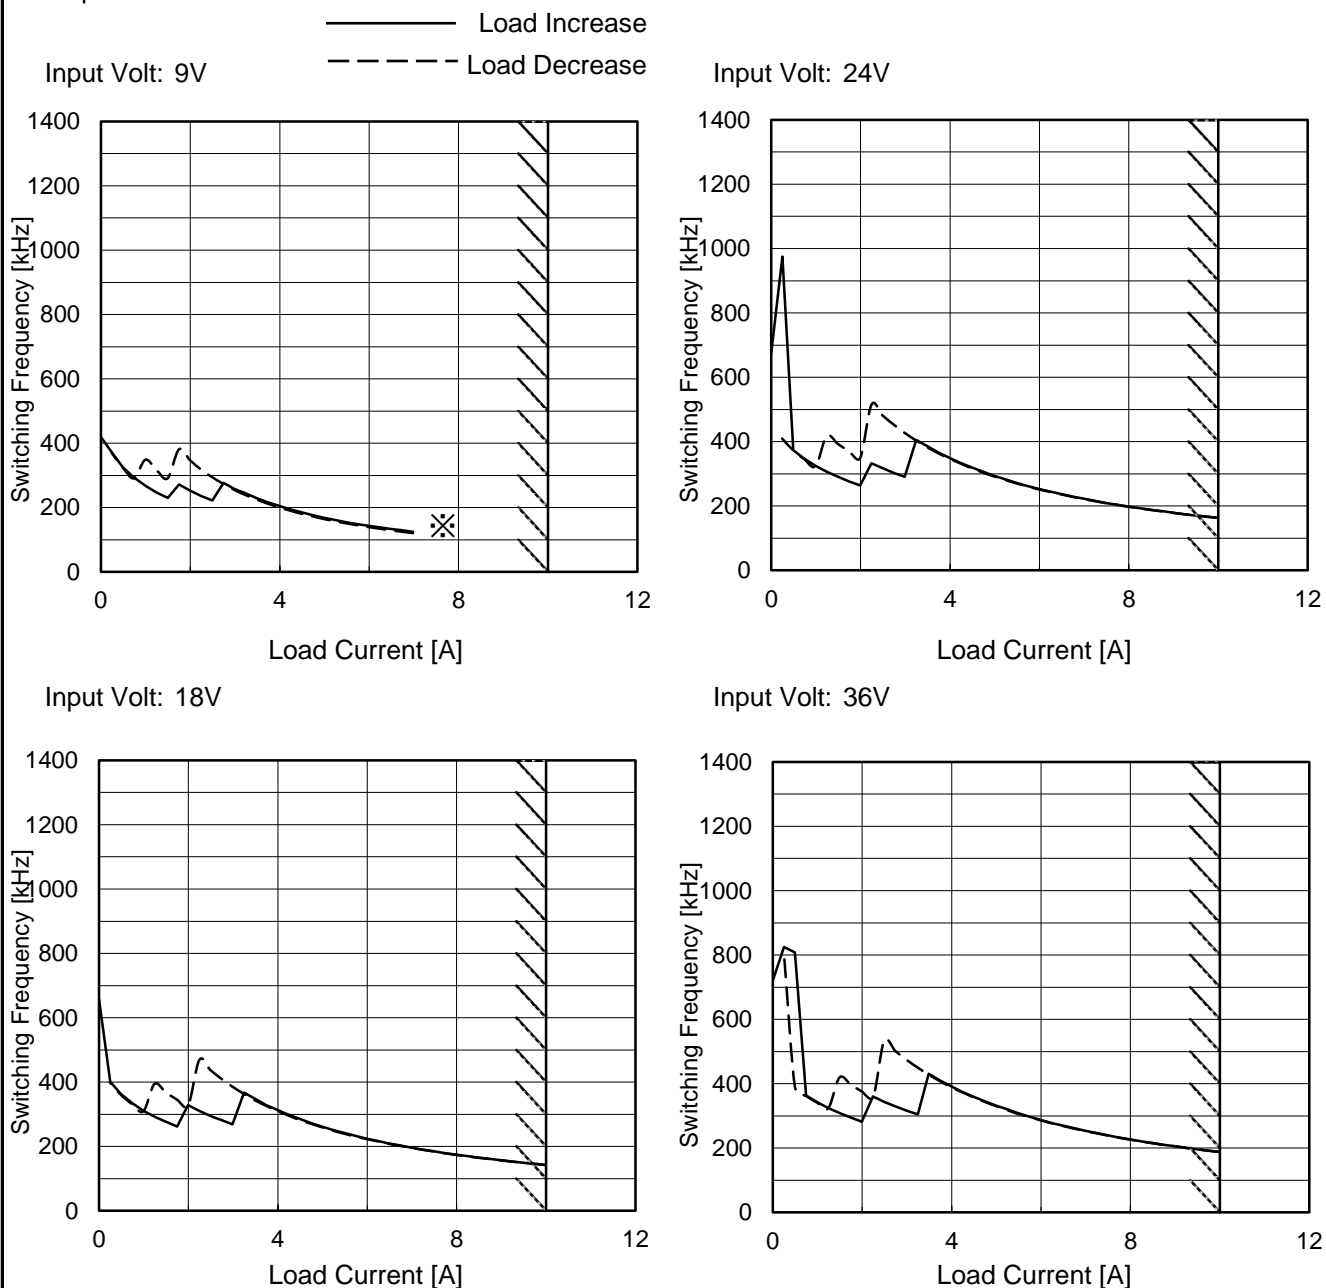 Load Increase
Load Decrease
Input Volt: 9V
1400
1200
1000
800
600
400
200
0
0 4 8 12
Switching Frequency [kHz]
Load Current [A]
※
Input Volt: 24V
1400
1200
1000
800
600
400
200
0
0 4 8 12
Switching Frequency [kHz]
Load Current [A]
Input Volt: 18V
1400
1200
1000
800
600
400
200
0
0 4 8 12
Switching Frequency [kHz]
Load Current [A]
Input Volt: 36V
1400
1200
1000
800
600
400
200
0
0 4 8 12
Switching Frequency [kHz]
Load Current [A]